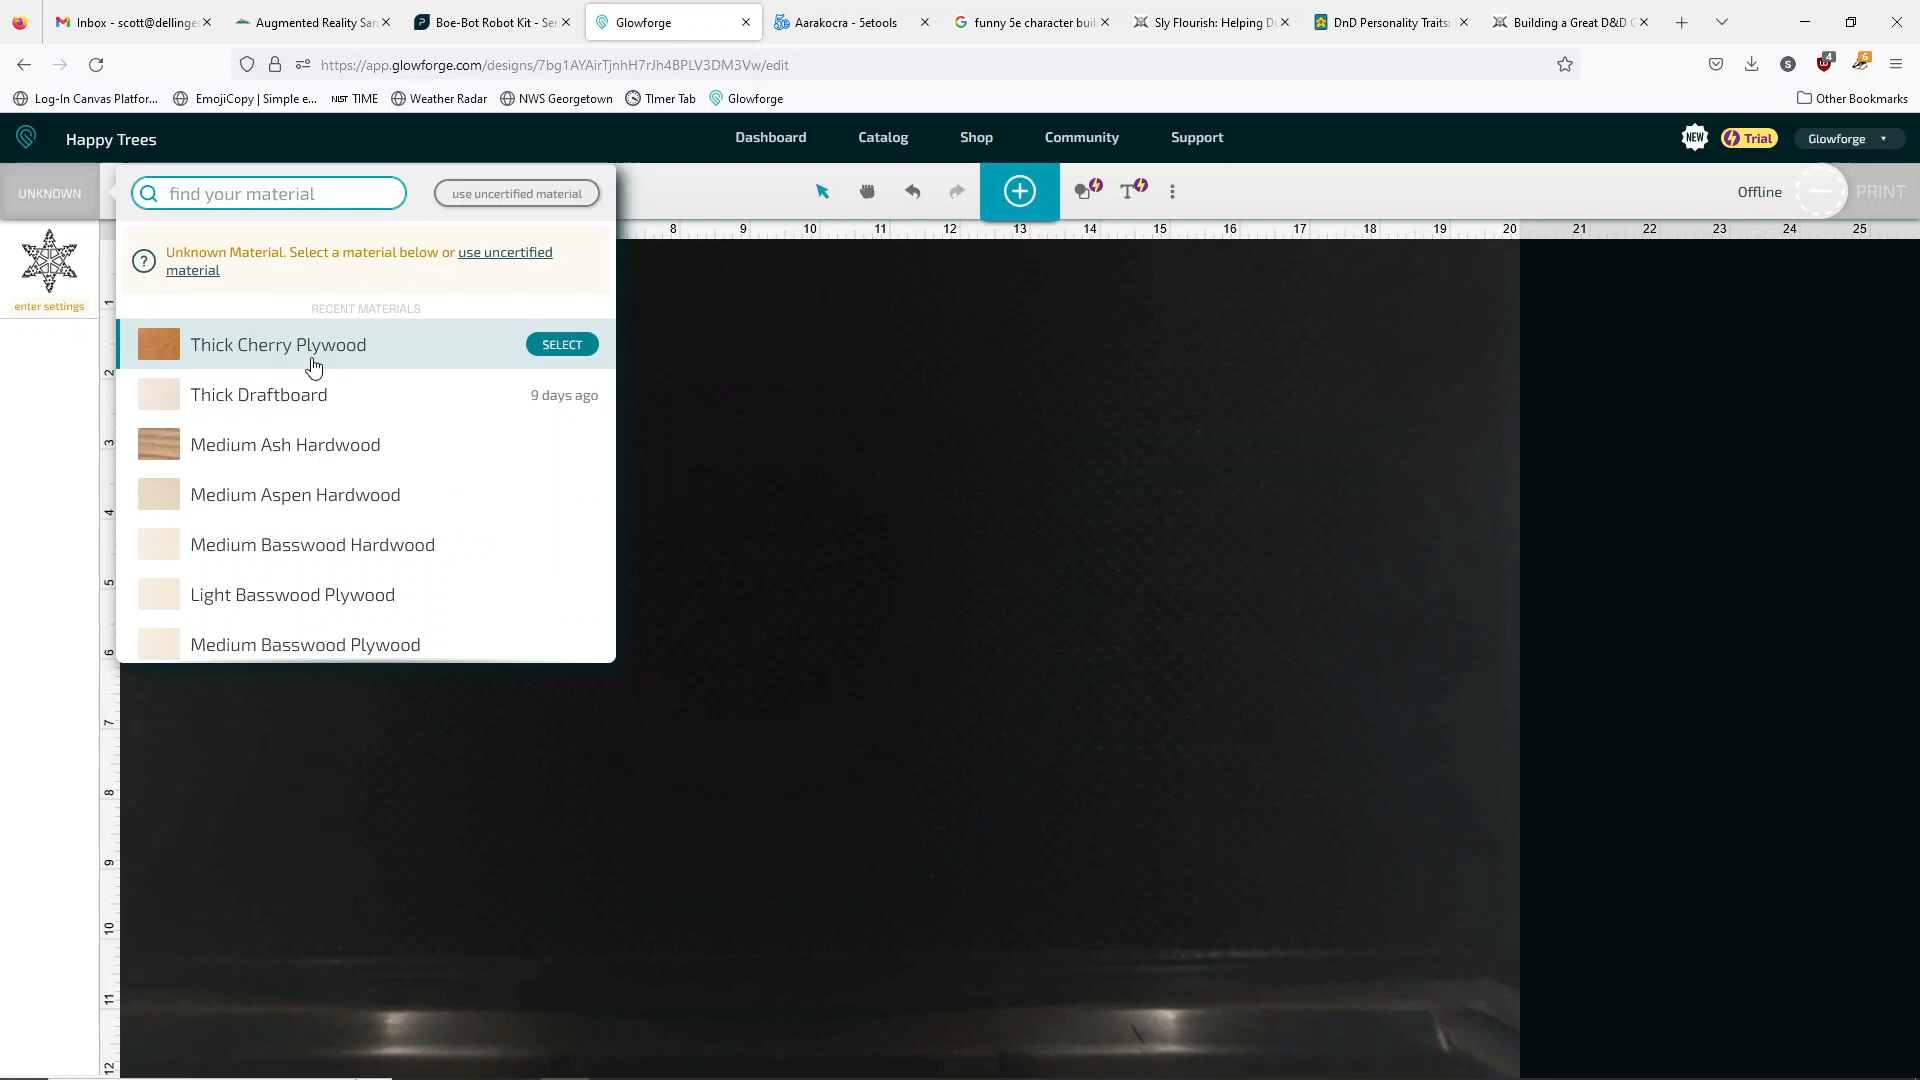 Inbox - scott@dellinge
Augmented Reality San
Boe-Bot Robot Kit - Ser
Glowforge
Aarakocra - 5etools
funny 5e character buil
Sly Flourish: Helping D
DnD Personality Traits:
Building a Great D&D C
https://app.glowforge.com/designs/7bg1AYAirTjnhH7rJh4BPLV3DM3Vw/edit
S
4
6
Log-In Canvas Platfor...
EmojiCopy | Simple e...
NIST TIME
Weather Radar
NWS Georgetown
TImer Tab
Glowforge
Other Bookmarks
Happy Trees
Dashboard
Catalog
Shop
Community
Support
NEW
Trial
Glowforge
UNKNOWN
find your material
use uncertified material
T
Offline
PRINT
8 9 10 11 12 13 14 15 16 17 18 19 20 21 22 23 24 25
enter settings
? Unknown Material. Select a material below or use uncertified
material
RECENT MATERIALS
Thick Cherry Plywood
SELECT
Thick Draftboard
9 days ago
Medium Ash Hardwood
Medium Aspen Hardwood
Medium Basswood Hardwood
Light Basswood Plywood
Medium Basswood Plywood
1
2
3
4
5
6
7
8
9
10
11
12